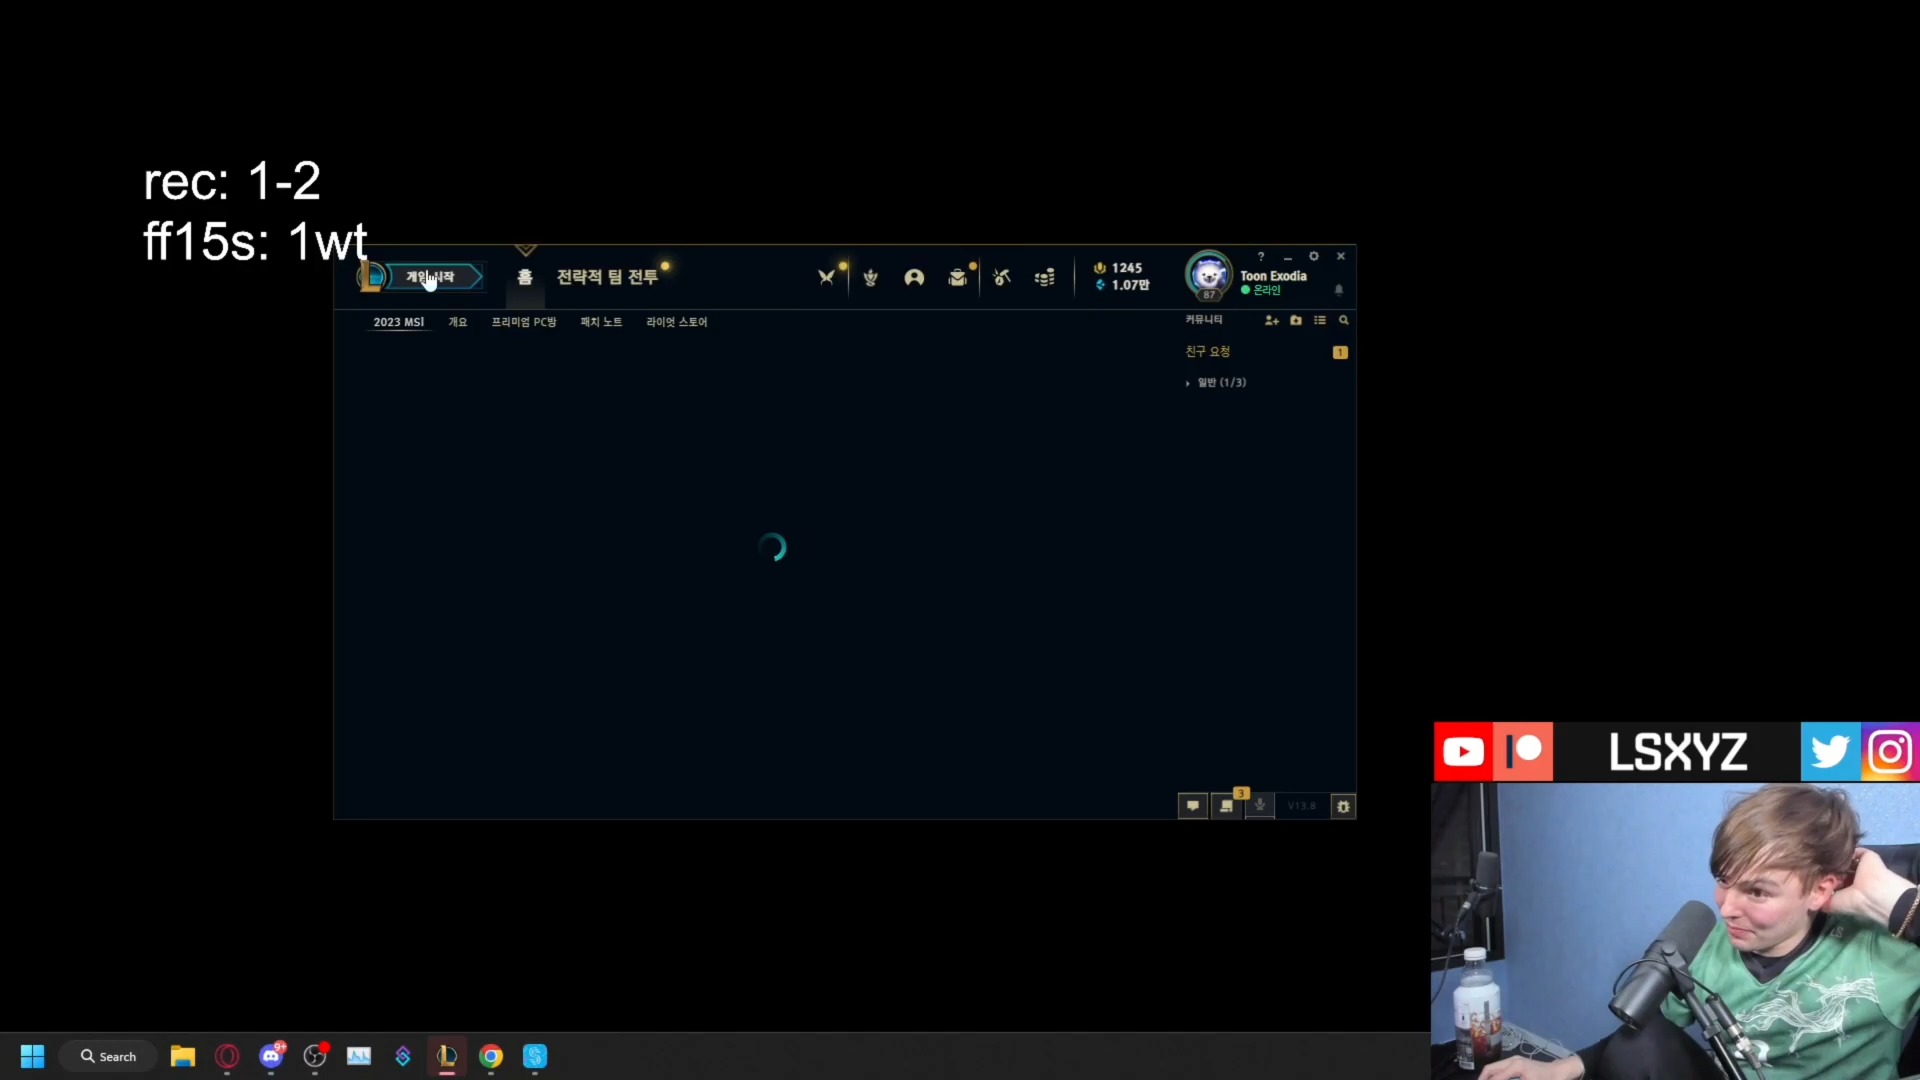 rec: 1-2
ff15s: 1wt
게임시작
홈
전략적 팀 전투
1245
1.07만
87
?
Toon Exodia
온라인
2023 MSI
개요
프리미엄 PC방
패치 노트
라이엇 스토어
커뮤니티
친구 요청
1
일반 (1/3)
3
V13.8
LSXYZ
Search
9+